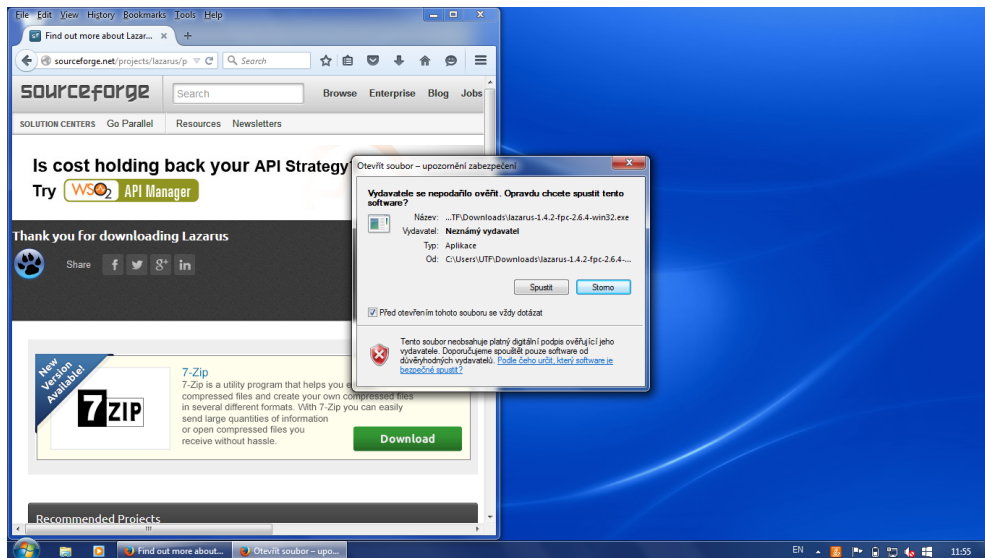 File Edit View History Bookmarks Tools Help
Find out more about Lazar...
sourceforge.net/projects/lazarus/p
Search
sourceforge
Search
Browse Enterprise Blog Jobs
SOLUTION CENTERS Go Parallel Resources Newsletters
Is cost holding back your API Strategy
Try WSO2 API Manager
Thank you for downloading Lazarus
Share
New
Version
Available!
7ZIP
7-Zip
7-Zip is a utility program that helps you e
compressed files and create your own compressed files
in several different formats. With 7-Zip you can easily
send large quantities of information
or open compressed files you
receive without hassle.
Download
Recommended Projects
Otevřít soubor – upozornění zabezpečení
Vydavatele se nepodařilo ověřit. Opravdu chcete spustit tento
software?
Název: ...TF\Downloads\lazarus-1.4.2-fpc-2.6.4-win32.exe
Vydavatel: Neznámý vydavatel
Typ: Aplikace
Od: C:\Users\UTF\Downloads\lazarus-1.4.2-fpc-2.6.4-...
Spustit Storno
Před otevřením tohoto souboru se vždy dotázat
Tento soubor neobsahuje platný digitální podpis ověřující jeho
vydavatele. Doporučujeme spouštět pouze software od
důvěryhodných vydavatelů. Podle čeho určit, který software je
bezpečné spustit?
Find out more about...
Otevřít soubor – upo...
EN
11:55